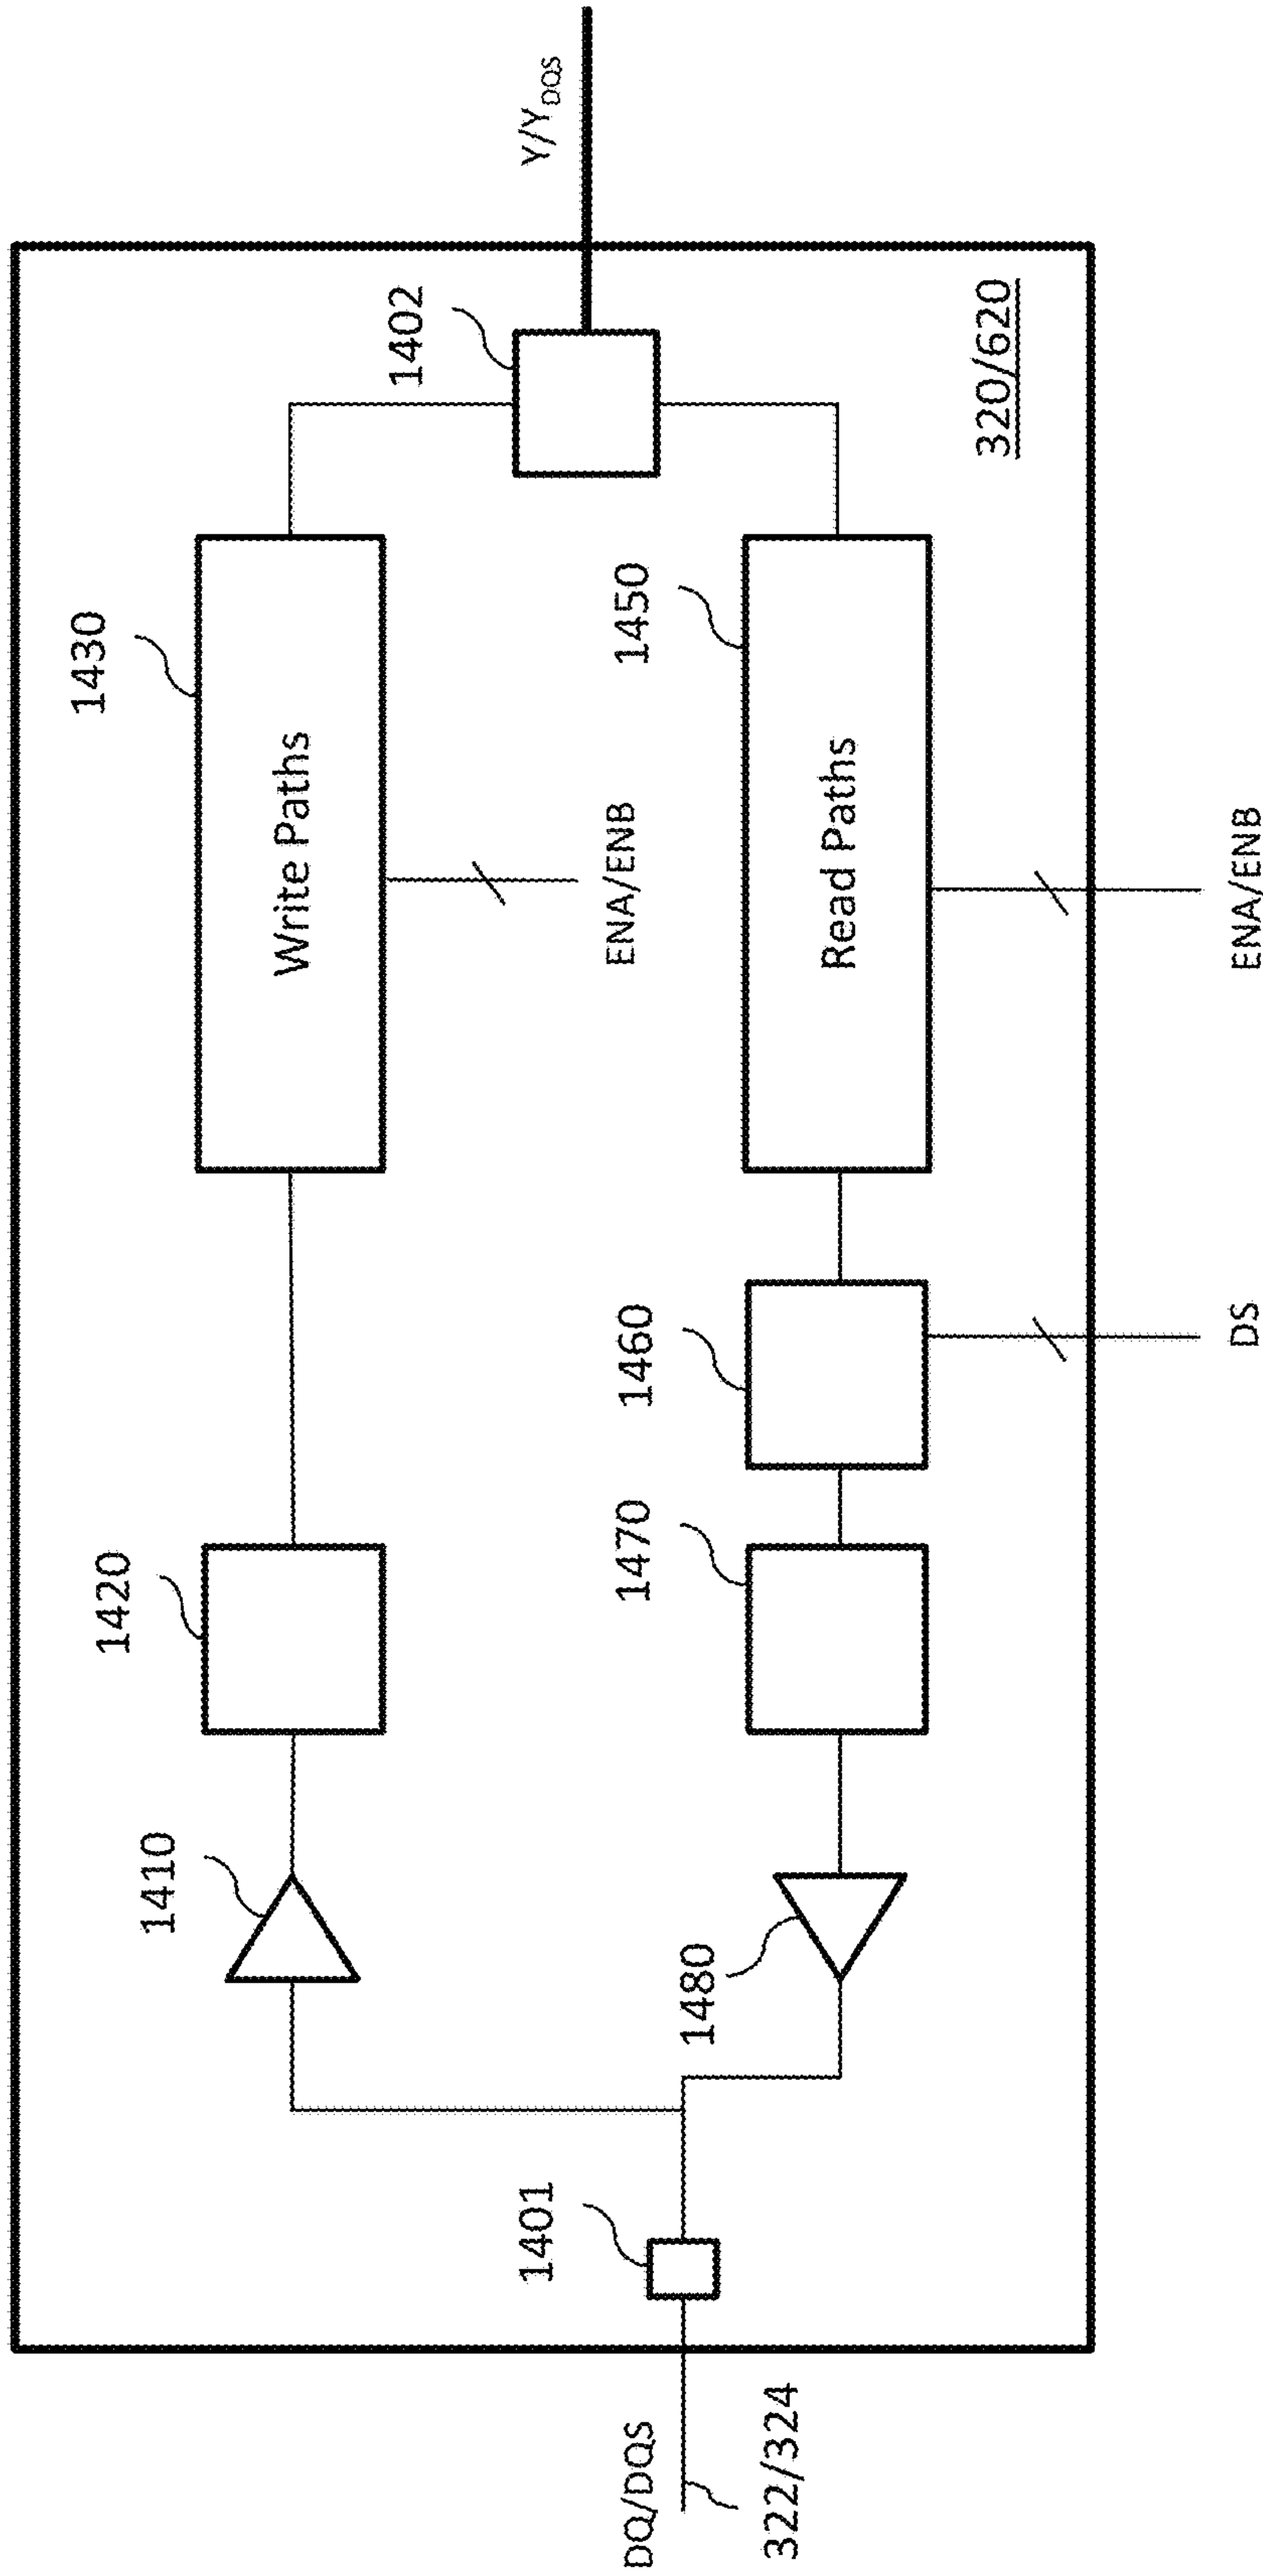 1430
Write Paths
ENA/ENB
1420
1410
1402
Y/YDQS
1450
Read Paths
ENA/ENB
1460
DS
1470
1480
1401
DQ/DQS
322/324
320/620